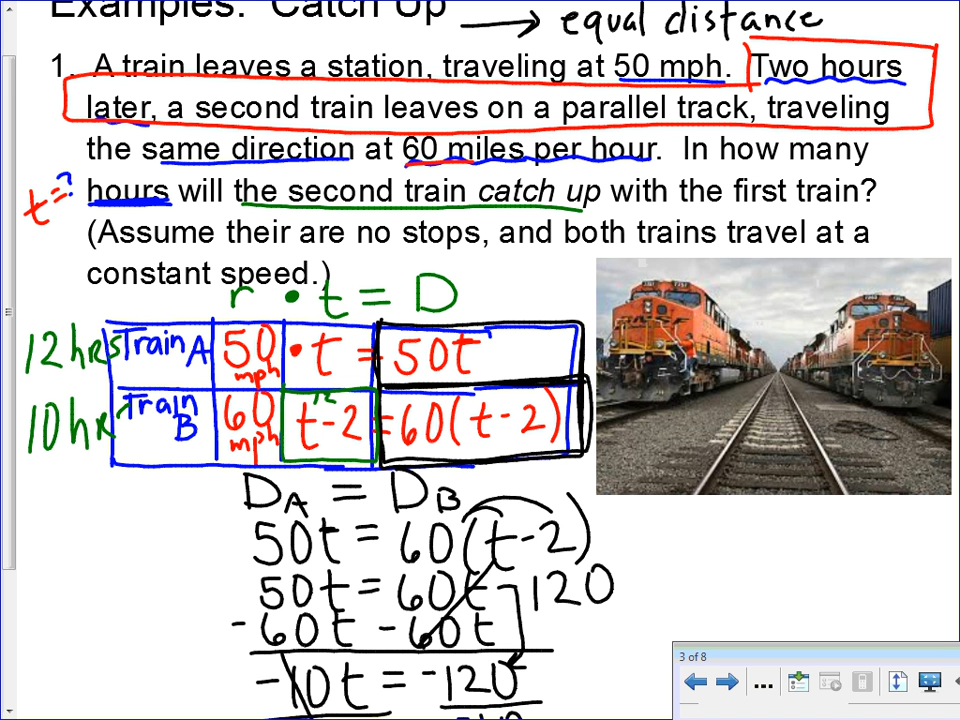 Examples: Catch Up → equal distance
1. A train leaves a station, traveling at 50 mph. Two hours
later, a second train leaves on a parallel track, traveling
the same direction at 60 miles per hour. In how many
t=? hours will the second train catch up with the first train?
(Assume their are no stops, and both trains travel at a
constant speed.)
r • t = D
12 hrs Train A 50 mph • t = 50t
10 hr Train B 60 mph t-2 = 60(t-2)
12
D_A = D_B
50t = 60(t-2)
50t = 60t - 120
-60t -60t
-10t = -120
3 of 8
...